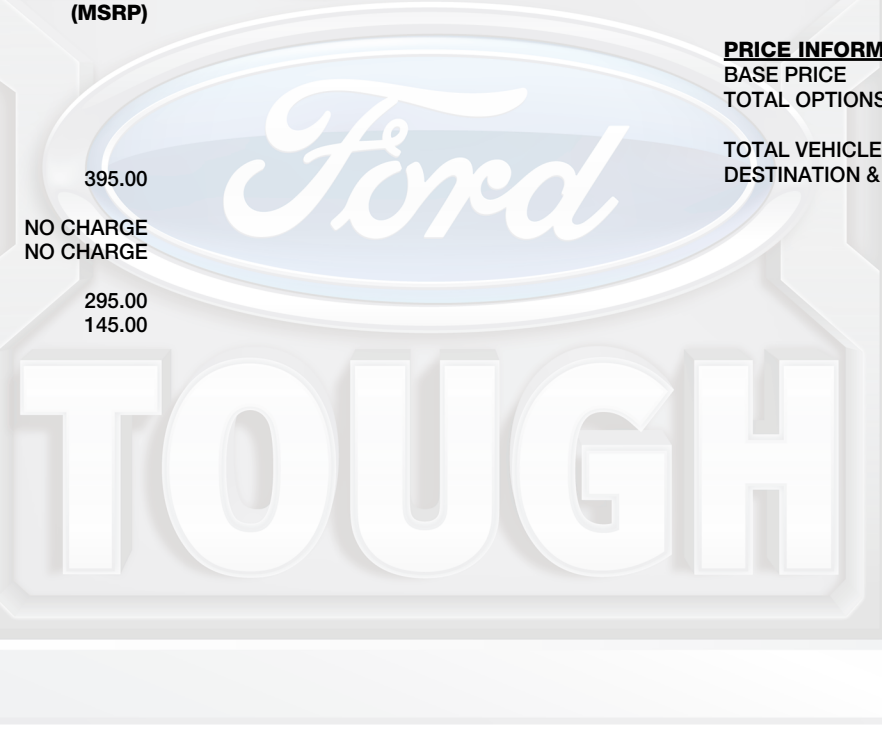 (MSRP)
395.00
NO CHARGE
NO CHARGE
295.00
145.00
PRICE INFORM
BASE PRICE
TOTAL OPTIONS
TOTAL VEHICLE
DESTINATION &
Ford
TOUGH